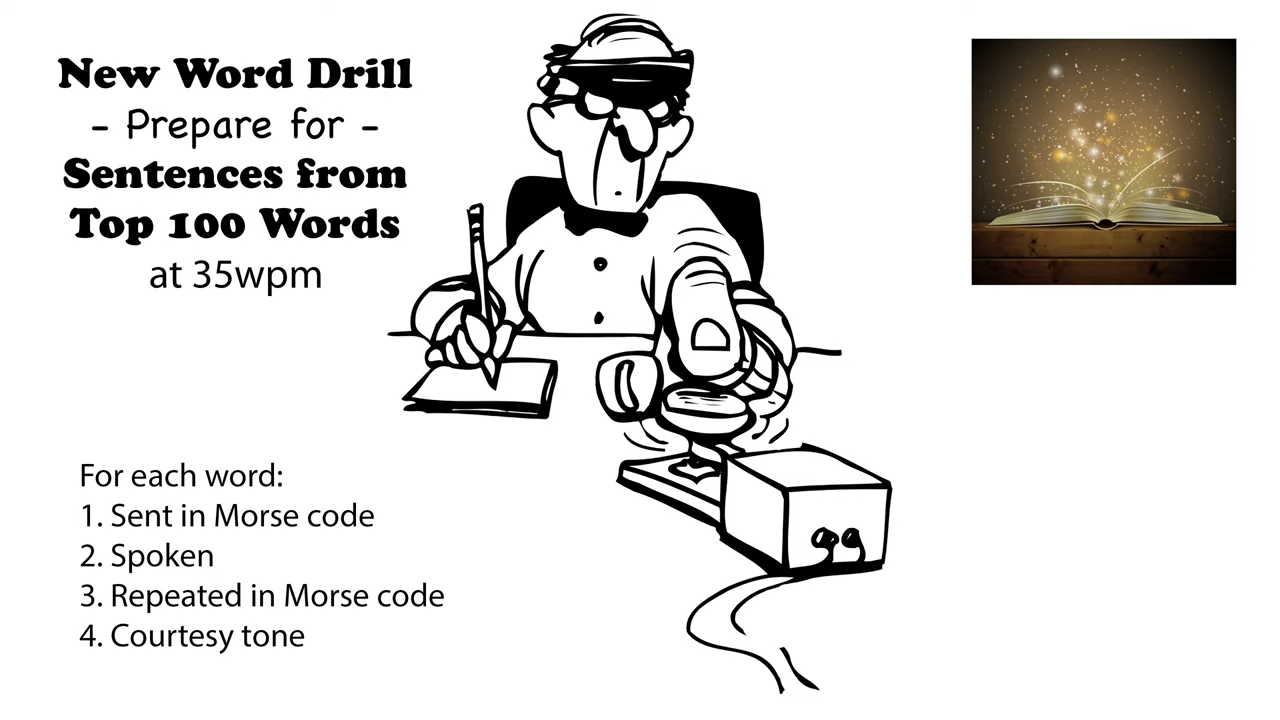 New Word Drill
- Prepare for -
Sentences from
Top 100 Words
at 35wpm
For each word:
1. Sent in Morse code
2. Spoken
3. Repeated in Morse code
4. Courtesy tone